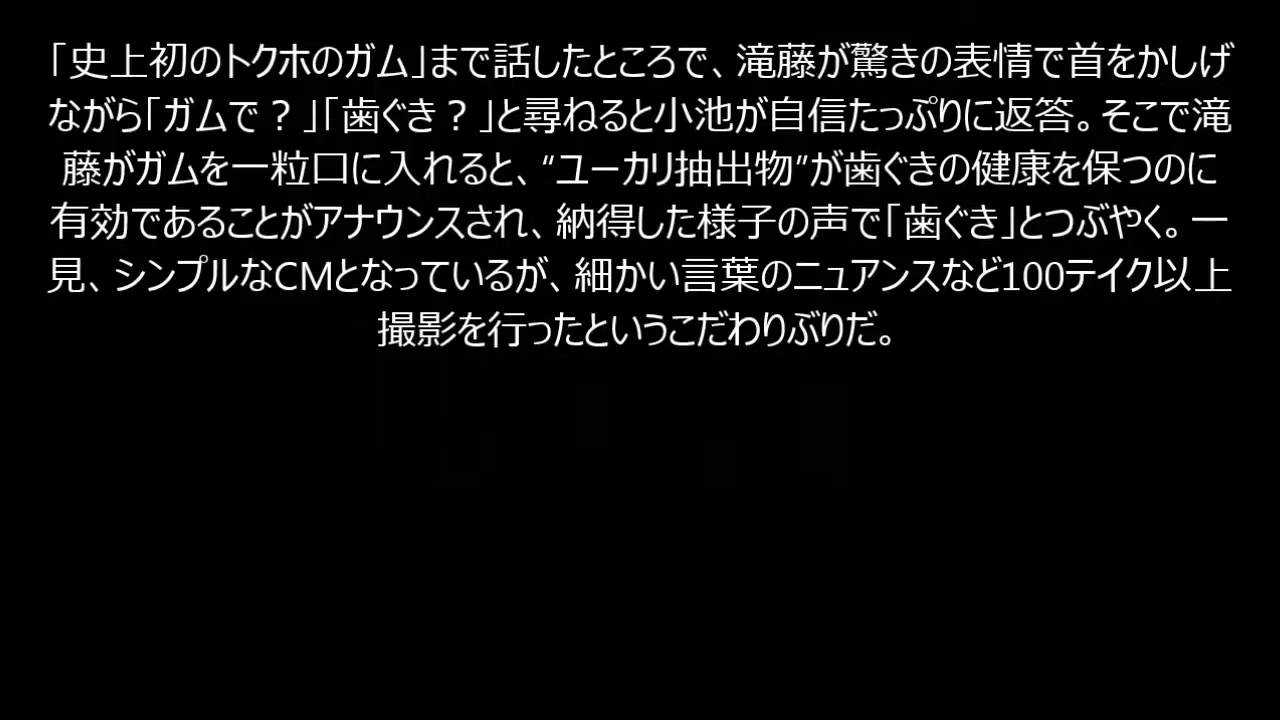 「史上初のトクホのガム」まで話したところで、滝藤が驚きの表情で首をかしげ
ながら「ガムで？」「歯ぐき？」と尋ねると小池が自信たっぷりに返答。そこで滝
藤がガムを一粒口に入れると、“ユーカリ抽出物”が歯ぐきの健康を保つのに
有効であることがアナウンスされ、納得した様子の声で「歯ぐき」とつぶやく。一
見、シンプルなCMとなっているが、細かい言葉のニュアンスなど100テイク以上
撮影を行ったというこだわりぶりだ。